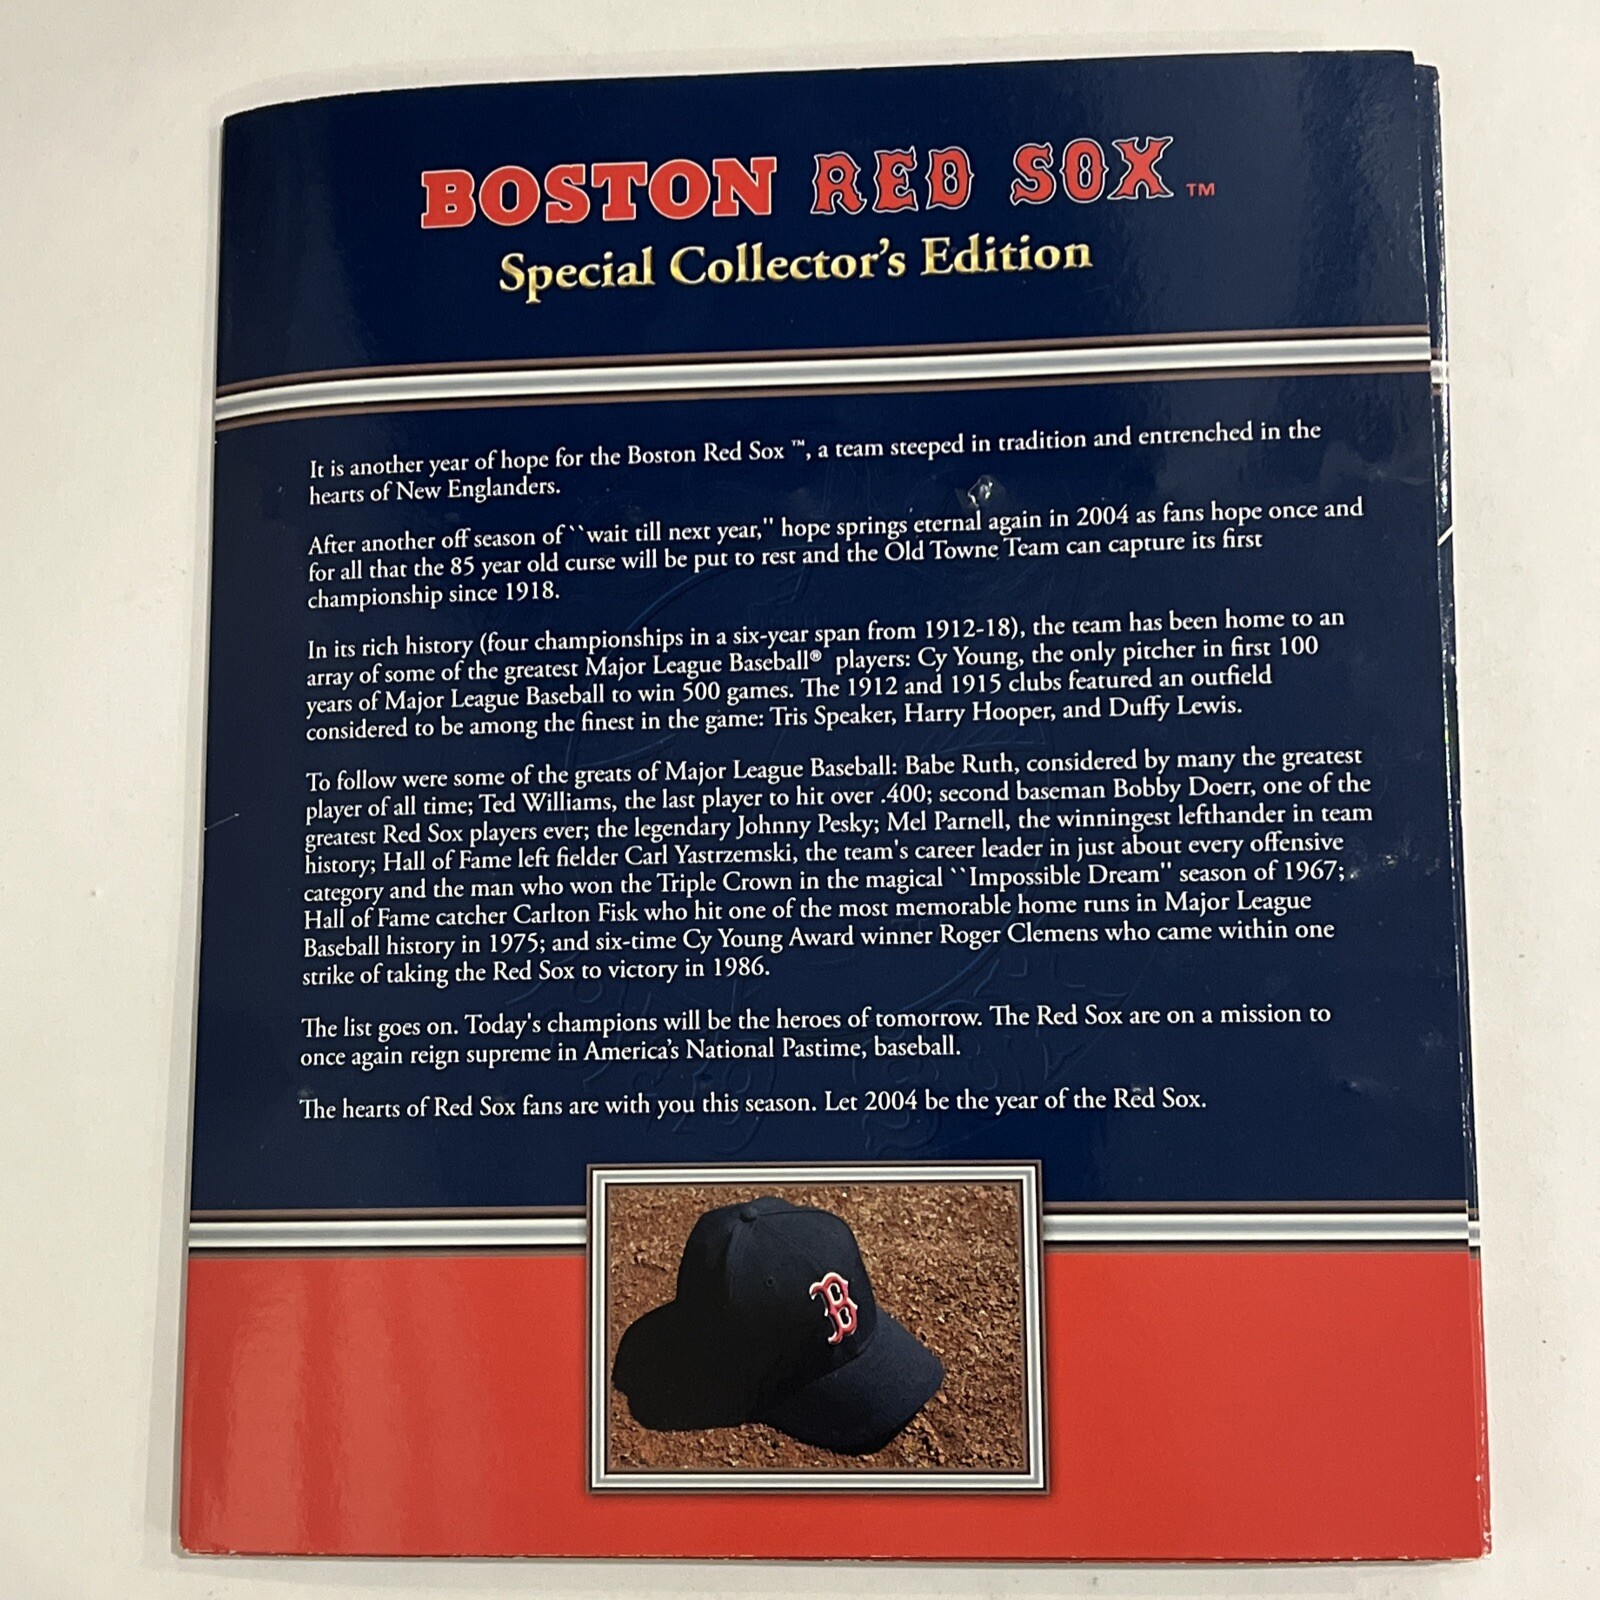 BOSTON RED SOX ™
Special Collector's Edition
It is another year of hope for the Boston Red Sox ™, a team steeped in tradition and entrenched in the
hearts of New Englanders.
After another off season of ``wait till next year,'' hope springs eternal again in 2004 as fans hope once and
for all that the 85 year old curse will be put to rest and the Old Towne Team can capture its first
championship since 1918.
In its rich history (four championships in a six-year span from 1912-18), the team has been home to an
array of some of the greatest Major League Baseball® players: Cy Young, the only pitcher in first 100
years of Major League Baseball to win 500 games. The 1912 and 1915 clubs featured an outfield
considered to be among the finest in the game: Tris Speaker, Harry Hooper, and Duffy Lewis.
To follow were some of the greats of Major League Baseball: Babe Ruth, considered by many the greatest
player of all time; Ted Williams, the last player to hit over .400; second baseman Bobby Doerr, one of the
greatest Red Sox players ever; the legendary Johnny Pesky; Mel Parnell, the winningest lefthander in team
history; Hall of Fame left fielder Carl Yastrzemski, the team's career leader in just about every offensive
category and the man who won the Triple Crown in the magical ``Impossible Dream'' season of 1967;
Hall of Fame catcher Carlton Fisk who hit one of the most memorable home runs in Major League
Baseball history in 1975; and six-time Cy Young Award winner Roger Clemens who came within one
strike of taking the Red Sox to victory in 1986.
The list goes on. Today's champions will be the heroes of tomorrow. The Red Sox are on a mission to
once again reign supreme in America's National Pastime, baseball.
The hearts of Red Sox fans are with you this season. Let 2004 be the year of the Red Sox.
B